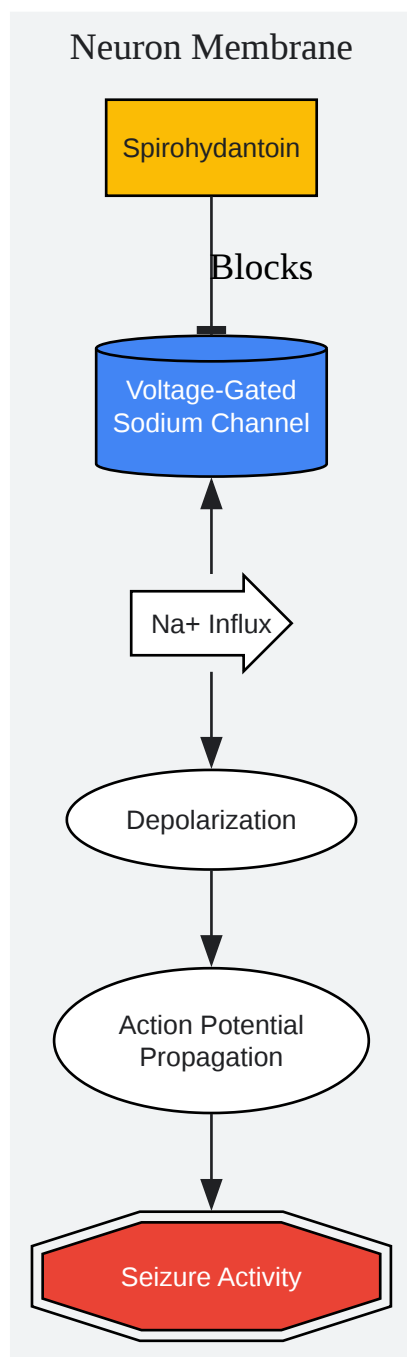 Neuron Membrane
Spirohydantoin
Blocks
Voltage-Gated
Sodium Channel
Na+ Influx
Depolarization
Action Potential
Propagation
Seizure Activity